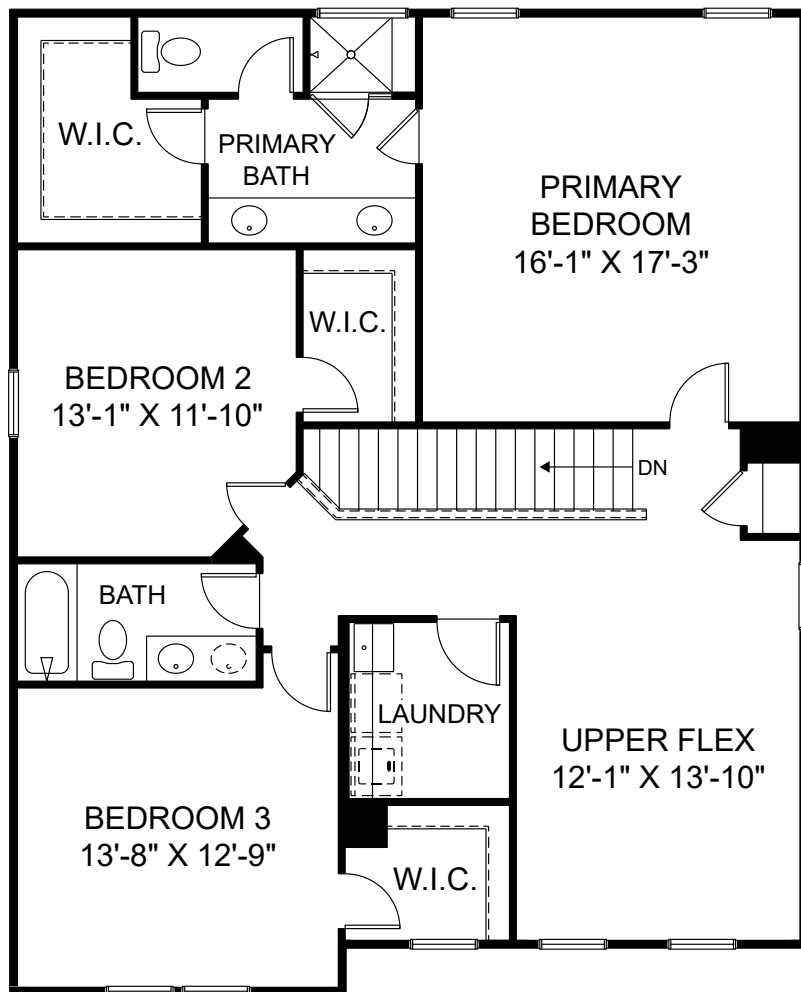 W.I.C.
PRIMARY
BATH
PRIMARY
BEDROOM
16'-1" X 17'-3"
W.I.C.
BEDROOM 2
13'-1" X 11'-10"
DN
BATH
LAUNDRY
UPPER FLEX
12'-1" X 13'-10"
BEDROOM 3
13'-8" X 12'-9"
W.I.C.